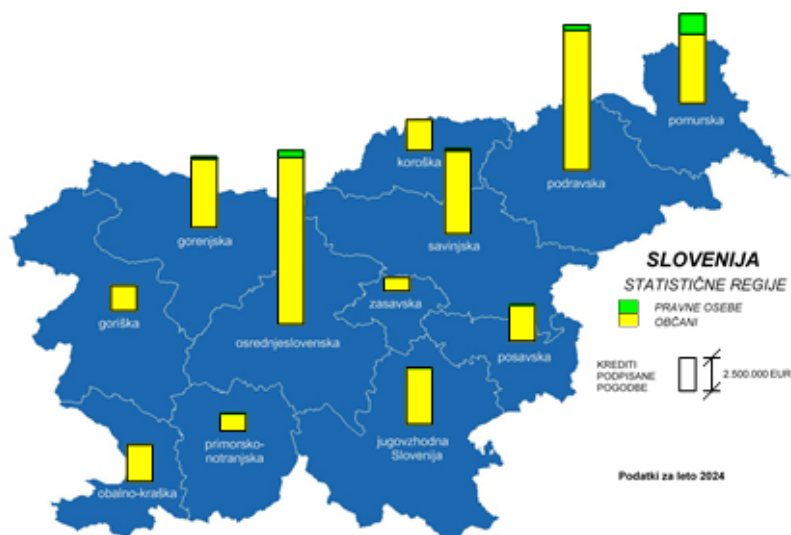 pomurska
koroška
podravska
gorenjska
savinjska
zasavska
goriška
osrednjeslovenska
posavska
primorsko-
notranjska
jugovzhodna
Slovenija
obalno-kraška
SLOVENIJA
STATISTIČNE REGIJE
PRAVNE OSEBE
OBČANI
KREDITI
PODPISANE
POGODBE
2.500.000 EUR
Podatki za leto 2024